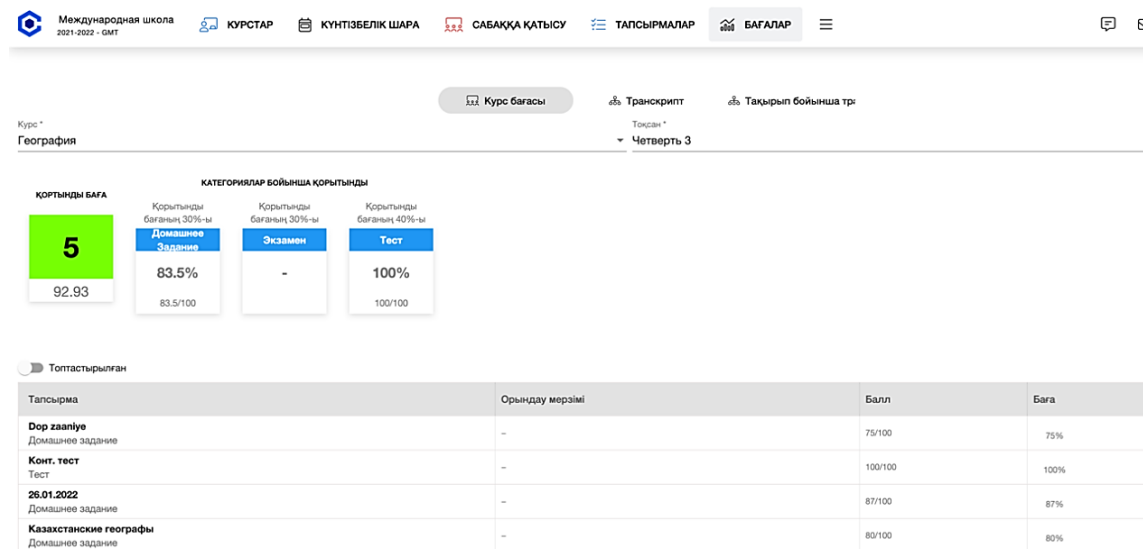 Международная школа
2021-2022 - GMT
КУРСТАР
КҮНТІЗБЕЛІК ШАРА
САБАҚҚА ҚАТЫСУ
ТАПСЫРМАЛАР
БАҒАЛАР
Курс бағасы
Транскрипт
Тақырып бойынша тра
Курс *
География
Тоқсан *
Четверть 3
ҚОРТЫНДЫ БАҒА
5
92.93
КАТЕГОРИЯЛАР БОЙЫНША ҚОРЫТЫНДЫ
Қорытынды
бағаның 30%-ы
Домашнее
Задание
83.5%
83.5/100
Қорытынды
бағаның 30%-ы
Экзамен
-
Қорытынды
бағаның 40%-ы
Тест
100%
100/100
Топтастырылған
Тапсырма Орындау мерзімі Балл Баға
Dop zaaniye
Домашнее задание
– 75/100 75%
Конт. тест
Тест
– 100/100 100%
26.01.2022
Домашнее задание
– 87/100 87%
Казахстанские географы
Домашнее задание
– 80/100 80%